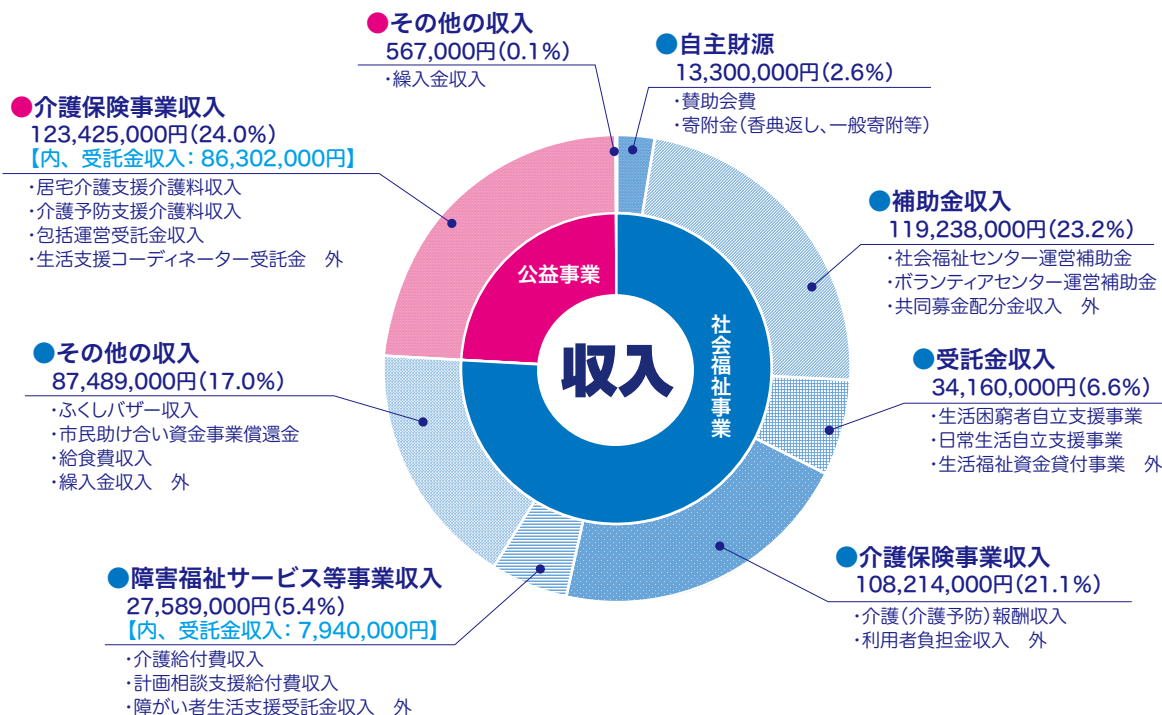 ●その他の収入
567,000円(0.1%)
・繰入金収入
●自主財源
13,300,000円(2.6%)
・賛助会費
・寄附金(香典返し、一般寄附等)
●介護保険事業収入
123,425,000円(24.0%)
【内、受託金収入：86,302,000円】
・居宅介護支援介護料収入
・介護予防支援介護料収入
・包括運営受託金収入
・生活支援コーディネーター受託金　外
●補助金収入
119,238,000円(23.2%)
・社会福祉センター運営補助金
・ボランティアセンター運営補助金
・共同募金配分金収入　外
公益事業
社会福祉事業
収入
●その他の収入
87,489,000円(17.0%)
・ふくしバザー収入
・市民助け合い資金事業償還金
・給食費収入
・繰入金収入　外
●受託金収入
34,160,000円(6.6%)
・生活困窮者自立支援事業
・日常生活自立支援事業
・生活福祉資金貸付事業　外
●障害福祉サービス等事業収入
27,589,000円(5.4%)
【内、受託金収入：7,940,000円】
・介護給付費収入
・計画相談支援給付費収入
・障がい者生活支援受託金収入　外
●介護保険事業収入
108,214,000円(21.1%)
・介護(介護予防)報酬収入
・利用者負担金収入　外